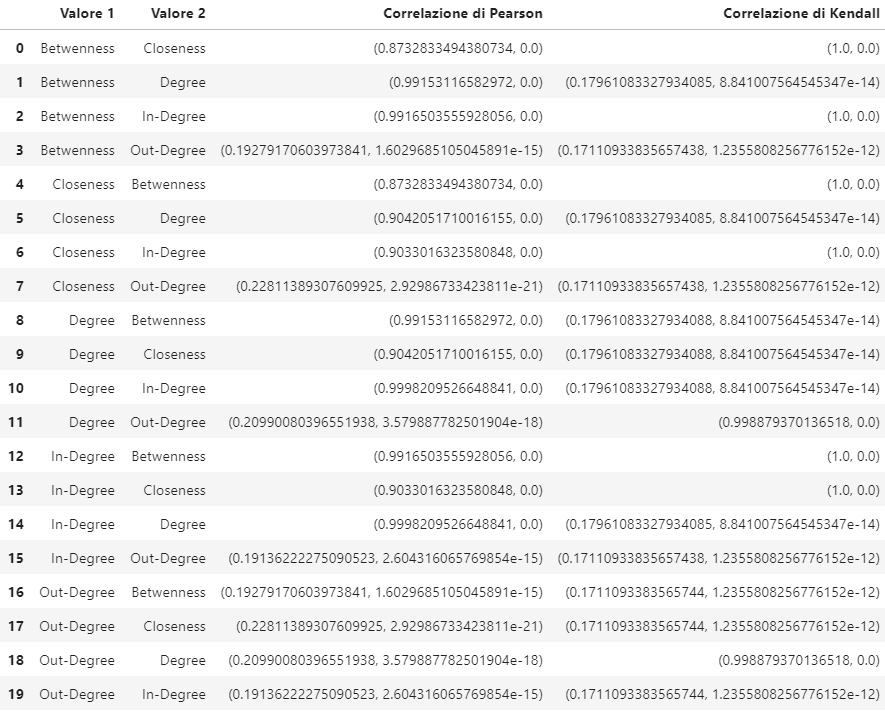 Valore 1 Valore 2 Correlazione di Pearson Correlazione di Kendall
0 Betwenness Closeness (0.8732833494380734, 0.0) (1.0, 0.0)
1 Betwenness Degree (0.99153116582972, 0.0) (0.17961083327934085, 8.841007564545347e-14)
2 Betwenness In-Degree (0.9916503555928056, 0.0) (1.0, 0.0)
3 Betwenness Out-Degree (0.19279170603973841, 1.6029685105045891e-15) (0.17110933835657438, 1.2355808256776152e-12)
4 Closeness Betwenness (0.8732833494380734, 0.0) (1.0, 0.0)
5 Closeness Degree (0.9042051710016155, 0.0) (0.17961083327934085, 8.841007564545347e-14)
6 Closeness In-Degree (0.9033016323580848, 0.0) (1.0, 0.0)
7 Closeness Out-Degree (0.22811389307609925, 2.92986733423811e-21) (0.17110933835657438, 1.2355808256776152e-12)
8 Degree Betwenness (0.99153116582972, 0.0) (0.17961083327934088, 8.841007564545347e-14)
9 Degree Closeness (0.9042051710016155, 0.0) (0.17961083327934088, 8.841007564545347e-14)
10 Degree In-Degree (0.9998209526648841, 0.0) (0.17961083327934088, 8.841007564545347e-14)
11 Degree Out-Degree (0.20990080396551938, 3.579887782501904e-18) (0.998879370136518, 0.0)
12 In-Degree Betwenness (0.9916503555928056, 0.0) (1.0, 0.0)
13 In-Degree Closeness (0.9033016323580848, 0.0) (1.0, 0.0)
14 In-Degree Degree (0.9998209526648841, 0.0) (0.17961083327934085, 8.841007564545347e-14)
15 In-Degree Out-Degree (0.19136222275090523, 2.604316065769854e-15) (0.17110933835657438, 1.2355808256776152e-12)
16 Out-Degree Betwenness (0.19279170603973841, 1.6029685105045891e-15) (0.1711093383565744, 1.2355808256776152e-12)
17 Out-Degree Closeness (0.22811389307609925, 2.92986733423811e-21) (0.1711093383565744, 1.2355808256776152e-12)
18 Out-Degree Degree (0.20990080396551938, 3.579887782501904e-18) (0.998879370136518, 0.0)
19 Out-Degree In-Degree (0.19136222275090523, 2.604316065769854e-15) (0.1711093383565744, 1.2355808256776152e-12)